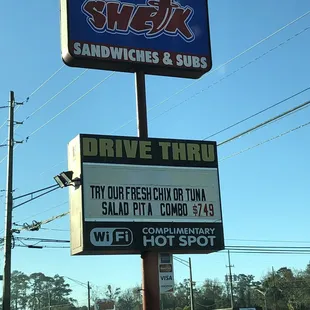 SHEIK
SANDWICHES & SUBS
DRIVE THRU
TRY OUR FRESH CHIX OR TUNA
SALAD PITA COMBO $7.49
WiFi COMPLIMENTARY
HOT SPOT
VISA